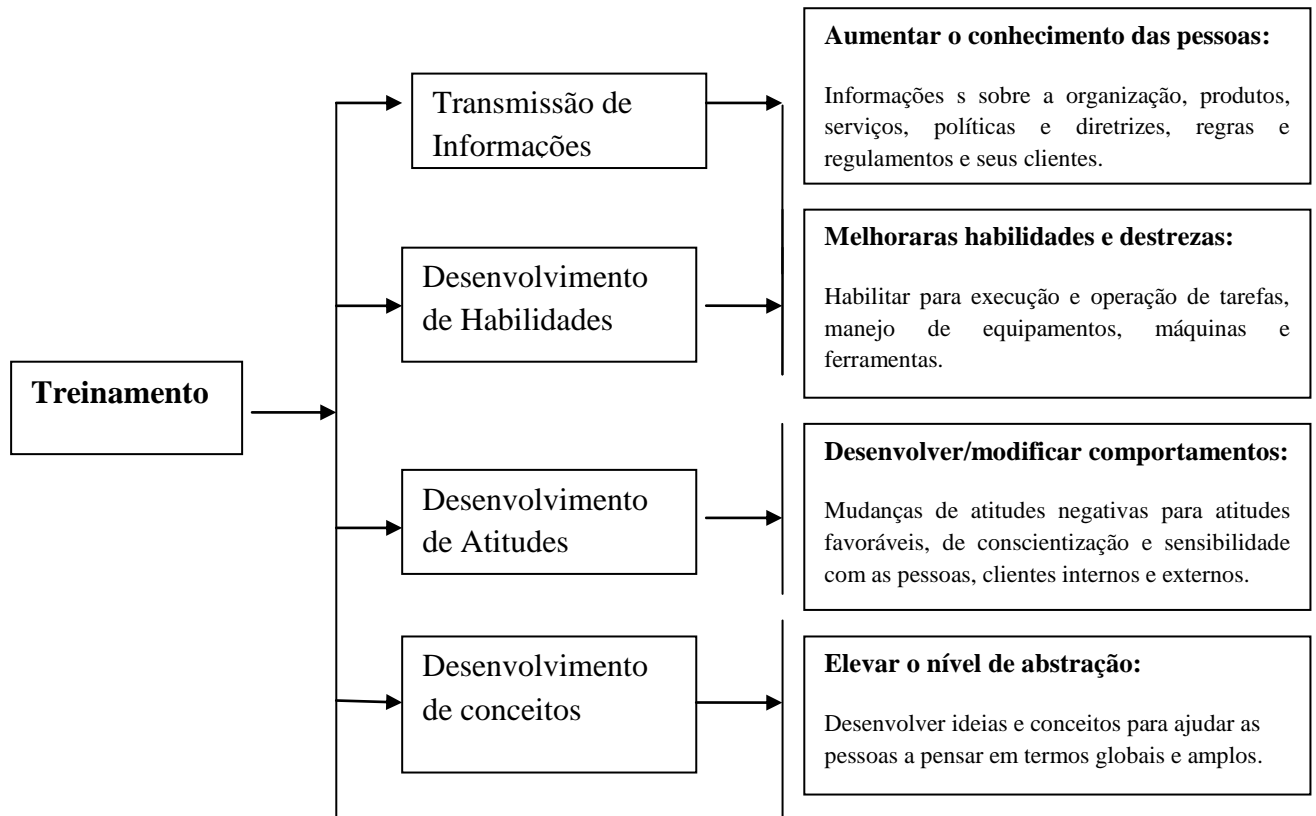 Treinamento
Transmissão de
Informações
Aumentar o conhecimento das pessoas:
Informações s sobre a organização, produtos,
serviços, políticas e diretrizes, regras e
regulamentos e seus clientes.
Desenvolvimento
de Habilidades
Melhoraras habilidades e destrezas:
Habilitar para execução e operação de tarefas,
manejo de equipamentos, máquinas e
ferramentas.
Desenvolvimento
de Atitudes
Desenvolver/modificar comportamentos:
Mudanças de atitudes negativas para atitudes
favoráveis, de conscientização e sensibilidade
com as pessoas, clientes internos e externos.
Desenvolvimento
de conceitos
Elevar o nível de abstração:
Desenvolver ideias e conceitos para ajudar as
pessoas a pensar em termos globais e amplos.